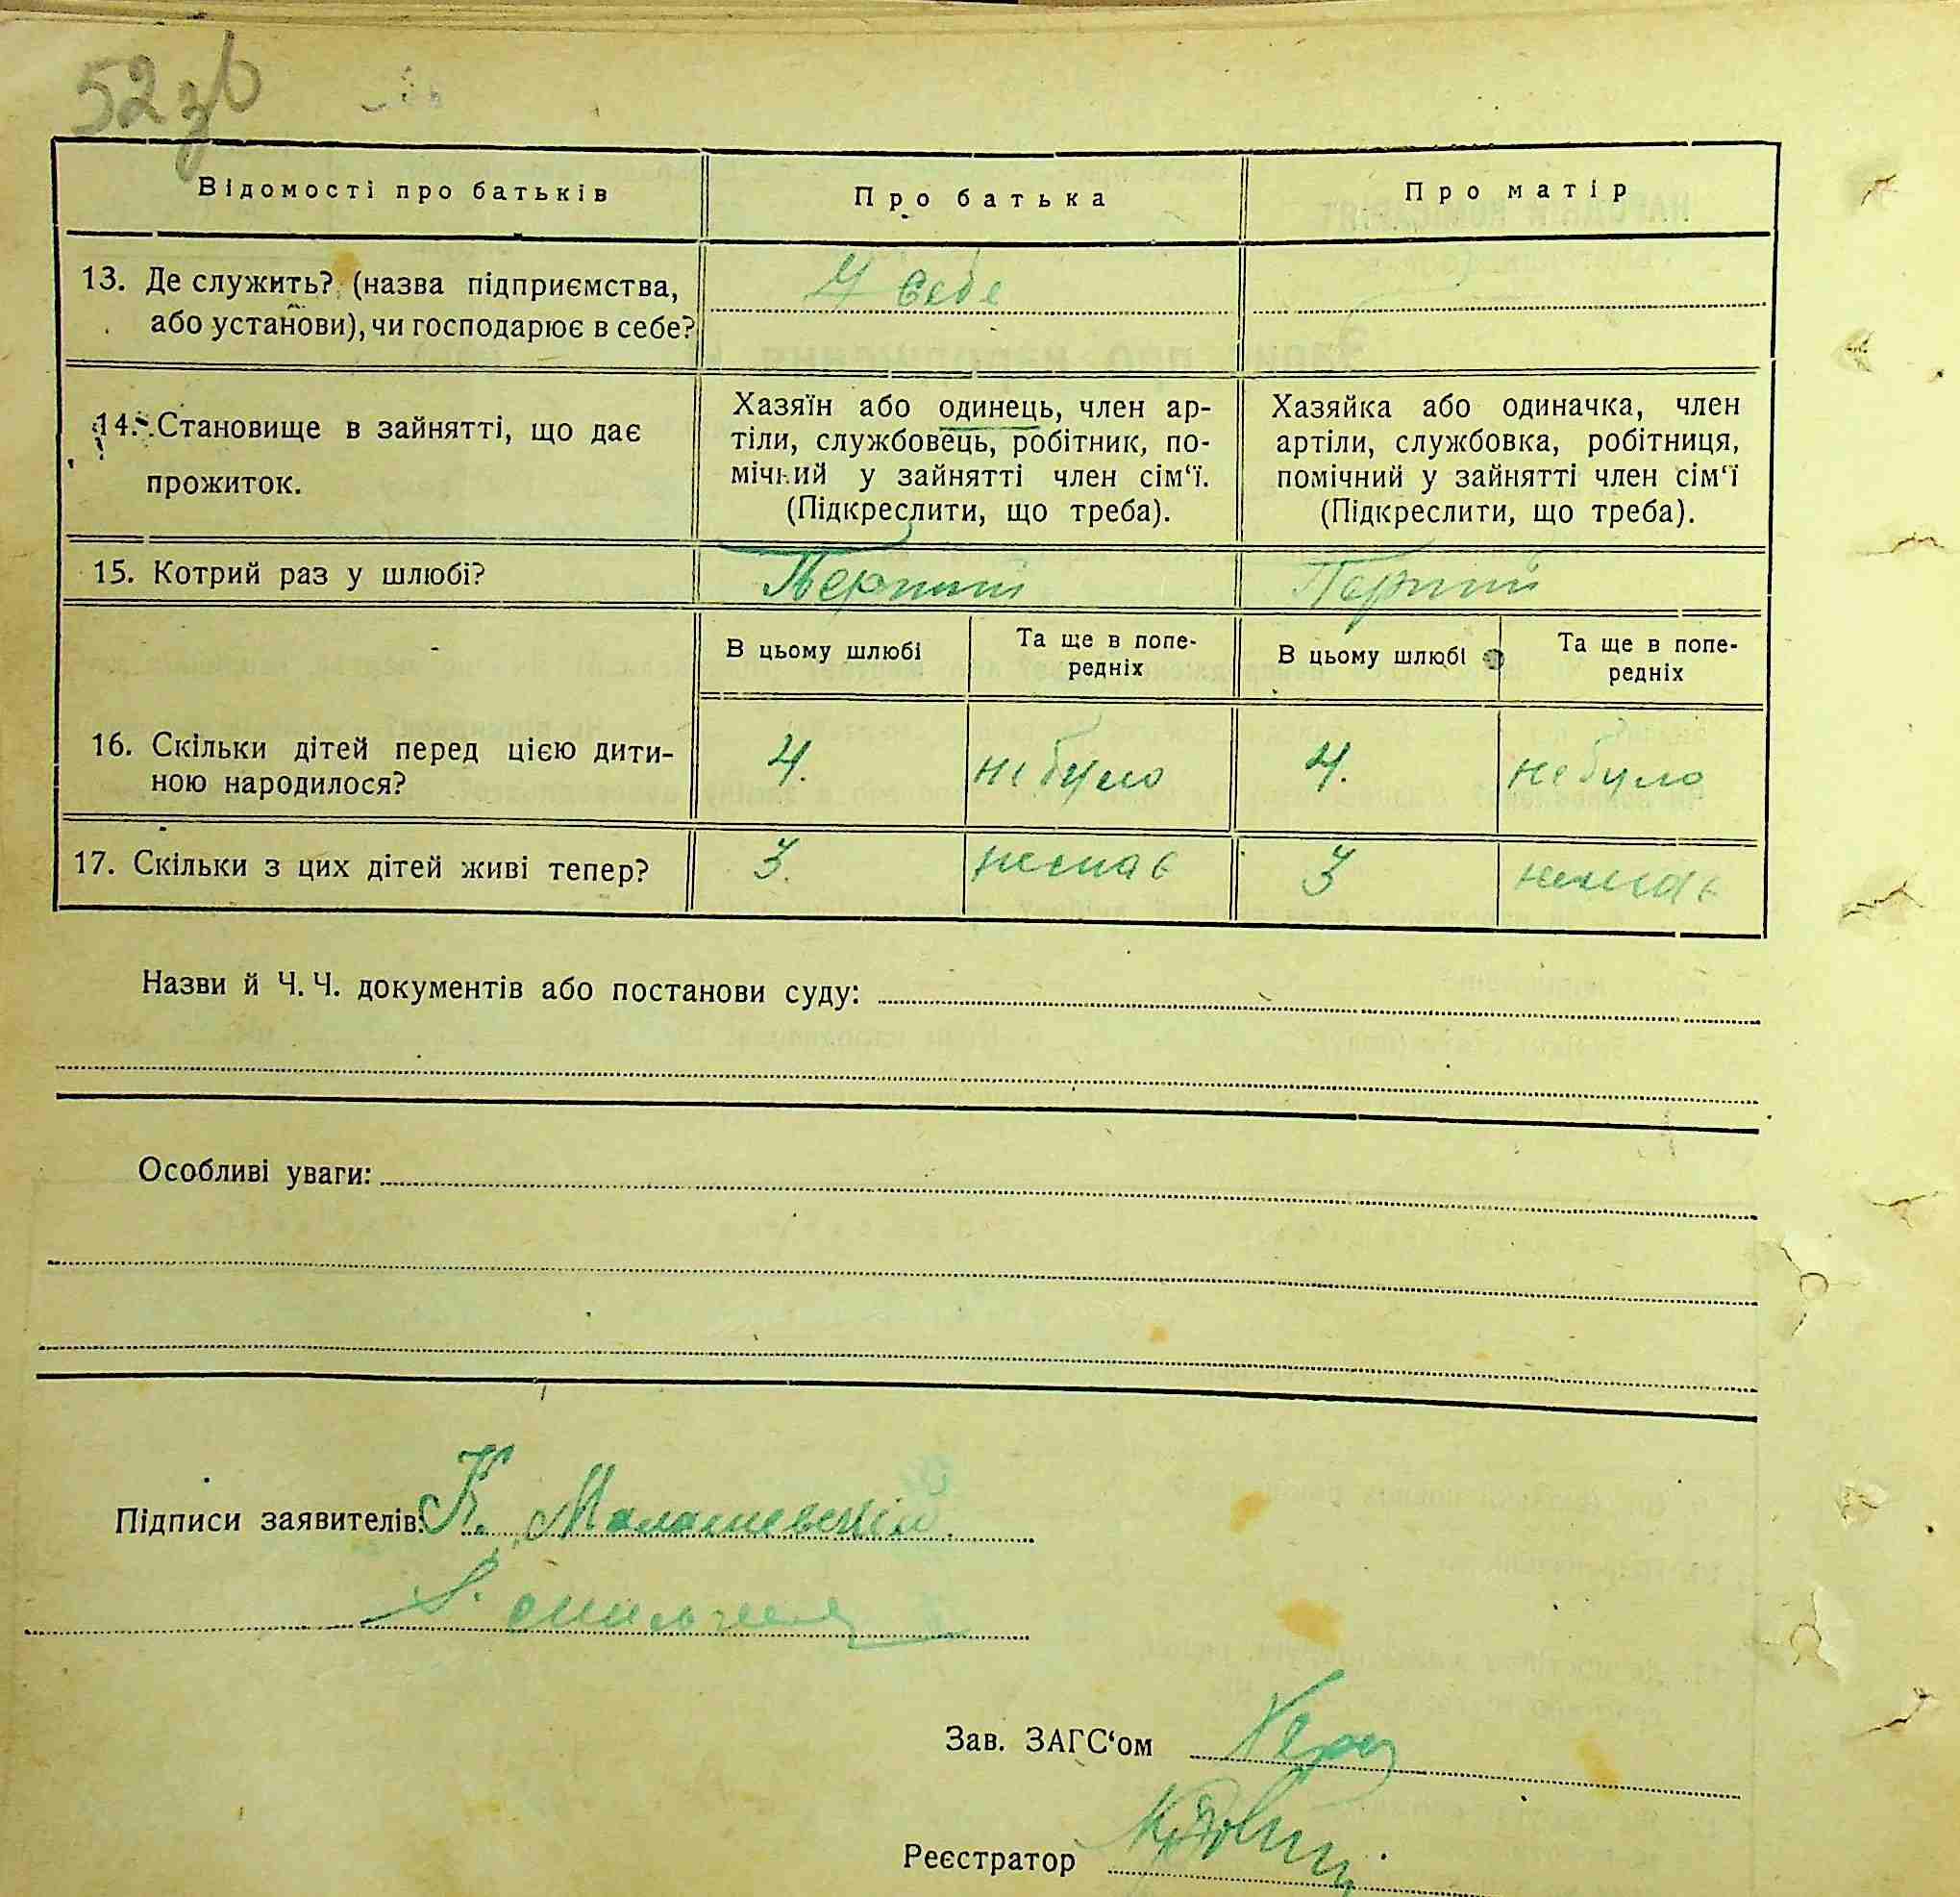 52 зв
Відомості про батьків
Про батька
Про матір
13. Де служить? (назва підприємства,
або установи), чи господарює в себе?
У себе
14. Становище в зайнятті, що дає
прожиток.
Хазяїн або одинець, член ар-
тіли, службовець, робітник, по-
мічний у зайнятті член сім‘ї.
(Підкреслити, що треба).
Хазяйка або одиначка, член
артіли, службовка, робітниця,
помічний у зайнятті член сім‘ї
(Підкреслити, що треба).
15. Котрий раз у шлюбі?
Перший
Перший
В цьому шлюбі
Та ще в попе-
редніх
В цьому шлюбі
Та ще в попе-
редніх
16. Скільки дітей перед цією дити-
ною народилося?
4.
не було
4.
не було
17. Скільки з цих дітей живі тепер?
3.
немає
3
немає
Назви й Ч. Ч. документів або постанови суду:
Особливі уваги:
Підписи заявителів: К. Малашевский
Зав. ЗАГС‘ом
Реєстратор